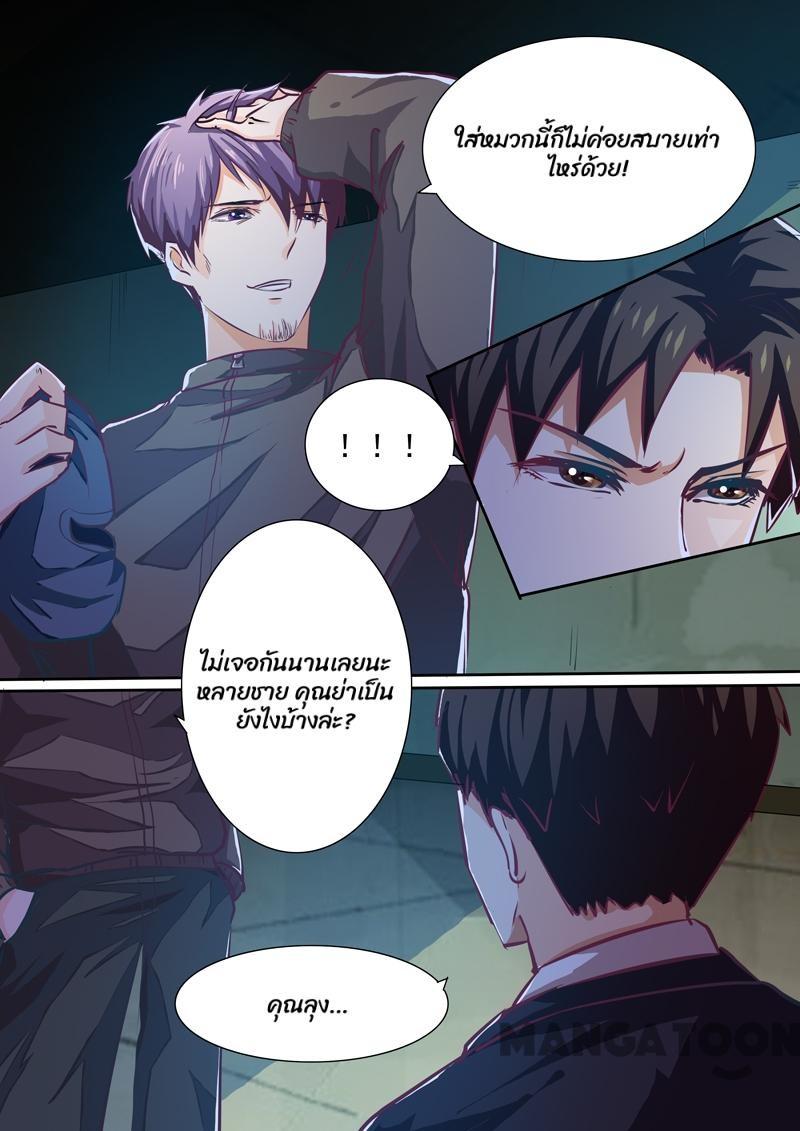 ใส่หมวกนี้ก็ไม่ค่อยสบายเท่า
ไหร่ด้วย!
! ! !
ไม่เจอกันนานเลยนะ
หลายชาย คุณย่าเป็น
ยังไงบ้างล่ะ?
คุณลุง...
MANGATOON